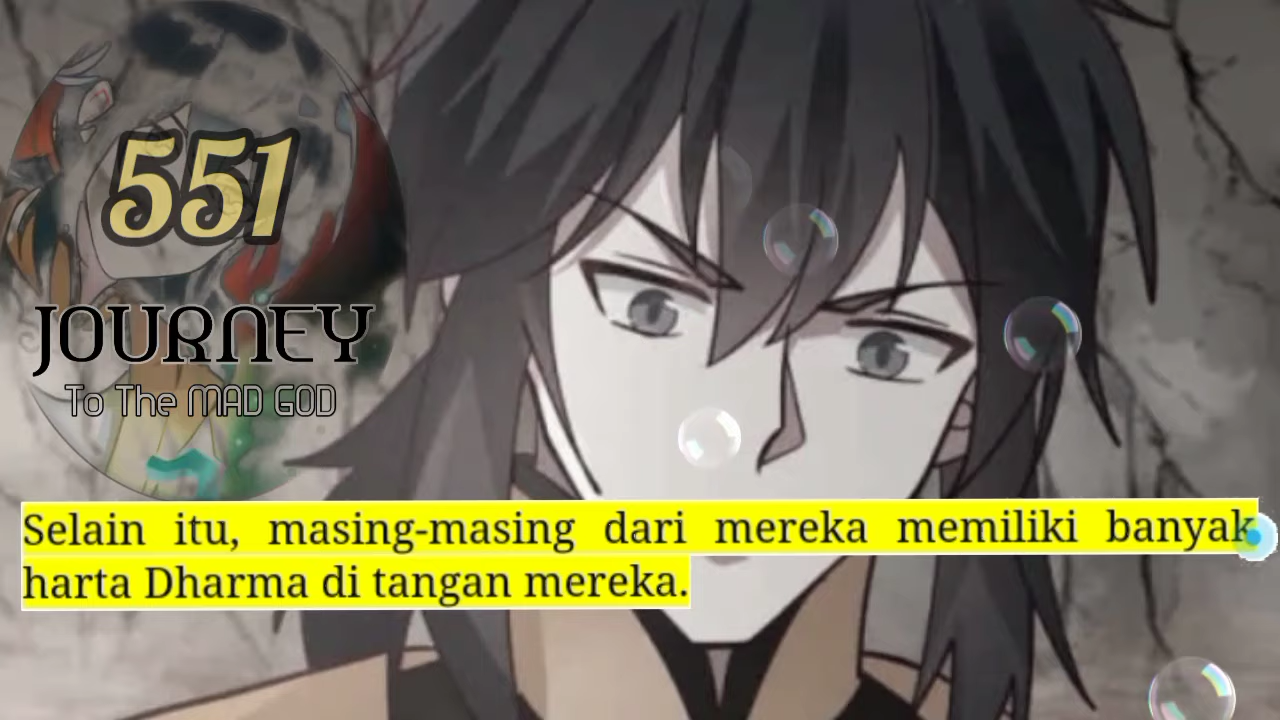 551
JOURNEY
To The MAD GOD
Selain itu, masing-masing dari mereka memiliki banyak
harta Dharma di tangan mereka.